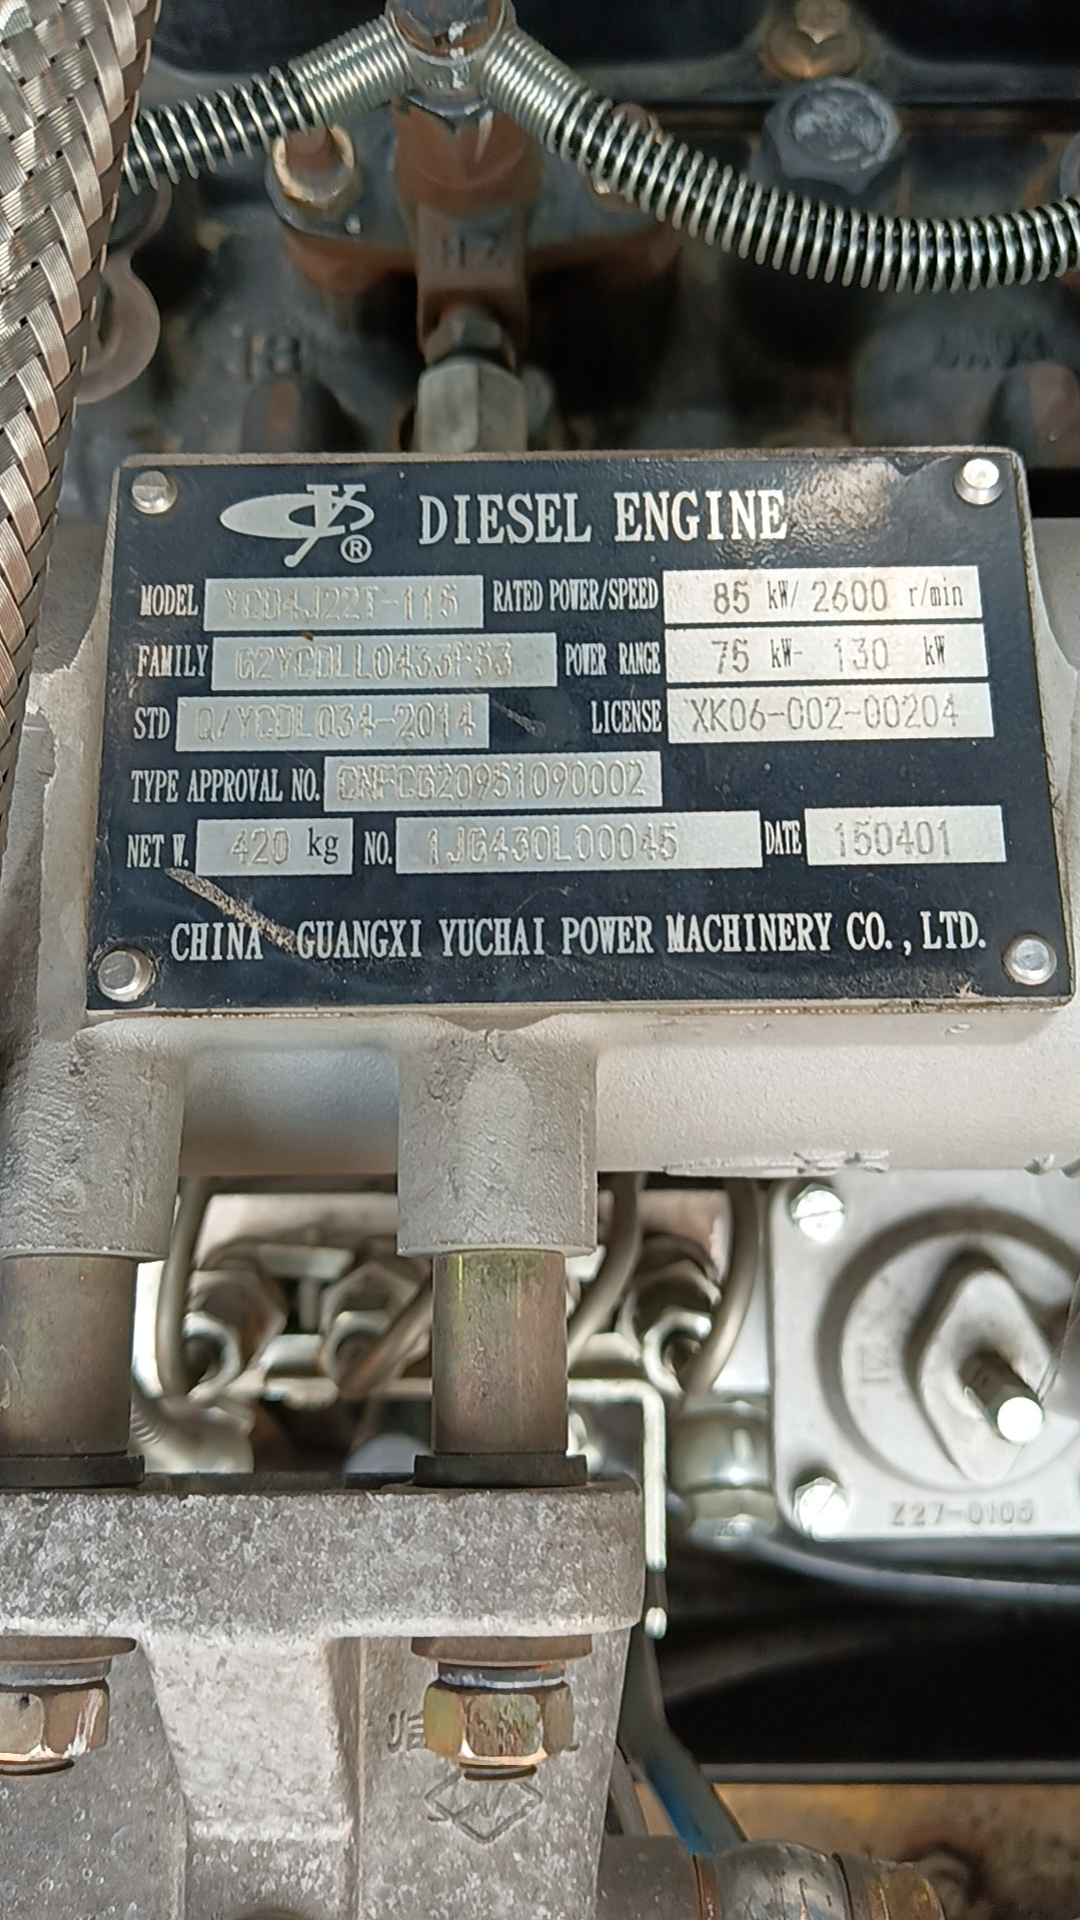 HZ
® DIESEL ENGINE
MODEL YCD4J22T-115 RATED POWER/SPEED 85 kW/ 2600 r/min
FAMILY G2YCDLL0433F53 POWER RANGE 75 kW- 130 kW
STD Q/YCDL034-2014 LICENSE XK06-002-00204
TYPE APPROVAL NO. CNFCG20951090002
NET W. 420 kg NO. 1JG430L00045 DATE 150401
CHINA GUANGXI YUCHAI POWER MACHINERY CO.,LTD.
Z27-0105